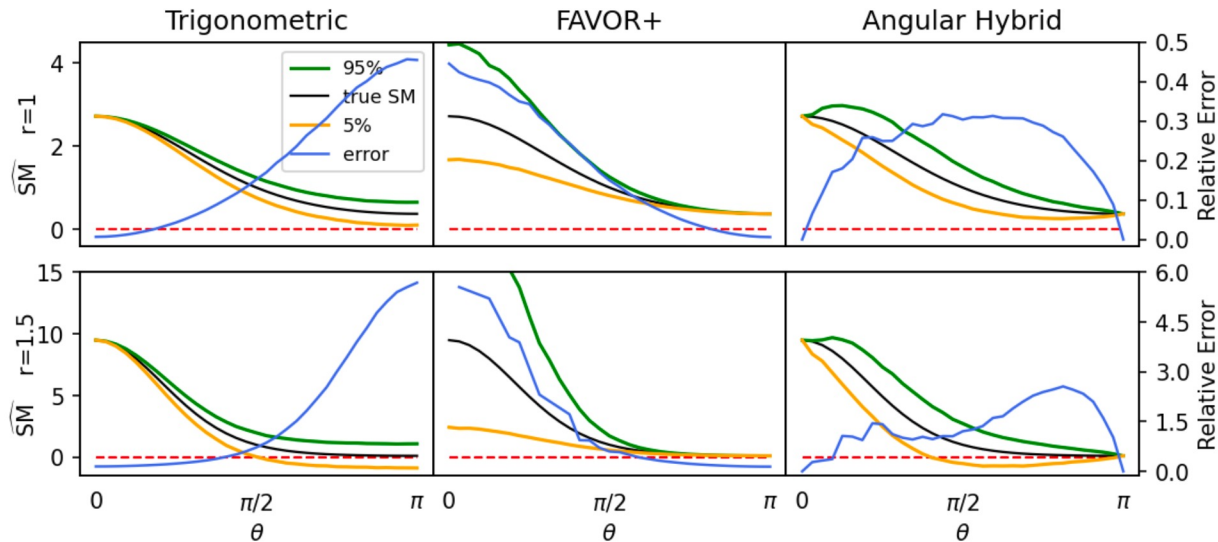 Trigonometric FAVOR+ Angular Hybrid
SM r=1
4
2
0
95%
true SM
5%
error
0.5
0.4
0.3
0.2
0.1
0.0
Relative Error
SM r=1.5
15
10
5
0
6.0
4.5
3.0
1.5
0.0
Relative Error
0 π/2 π 0 π/2 π 0 π/2 π
θ θ θ